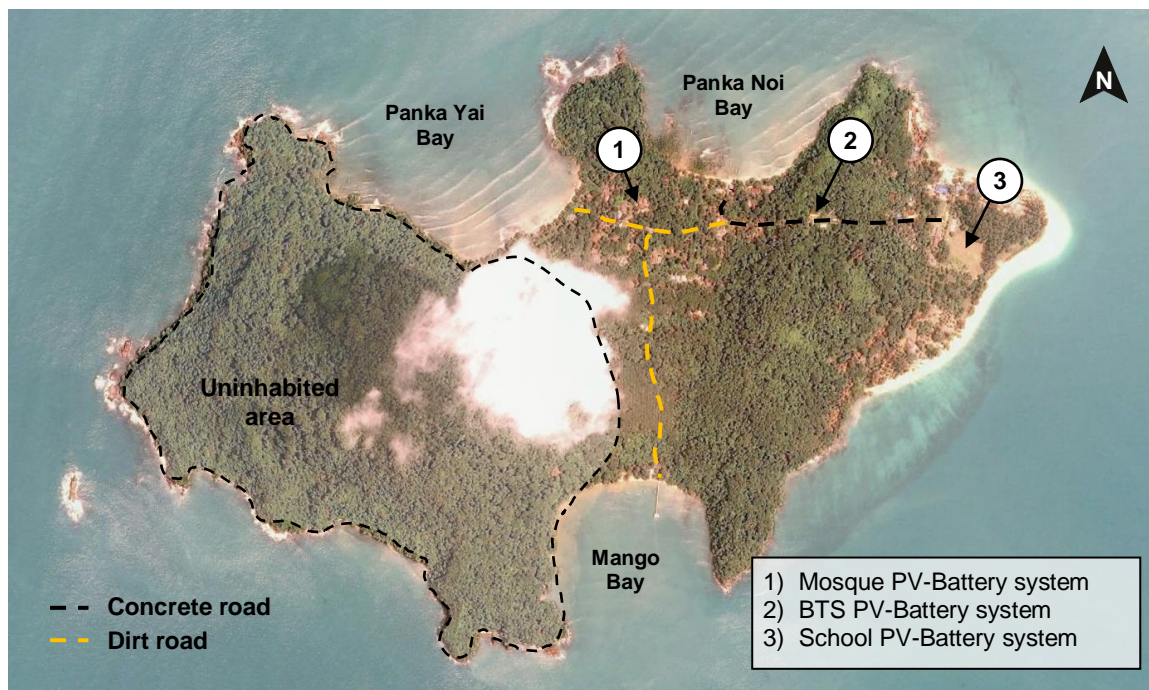 Panka Yai
Bay
Panka Noi
Bay
N
1
2
3
Uninhabited
area
Mango
Bay
Concrete road
Dirt road
1) Mosque PV-Battery system
2) BTS PV-Battery system
3) School PV-Battery system